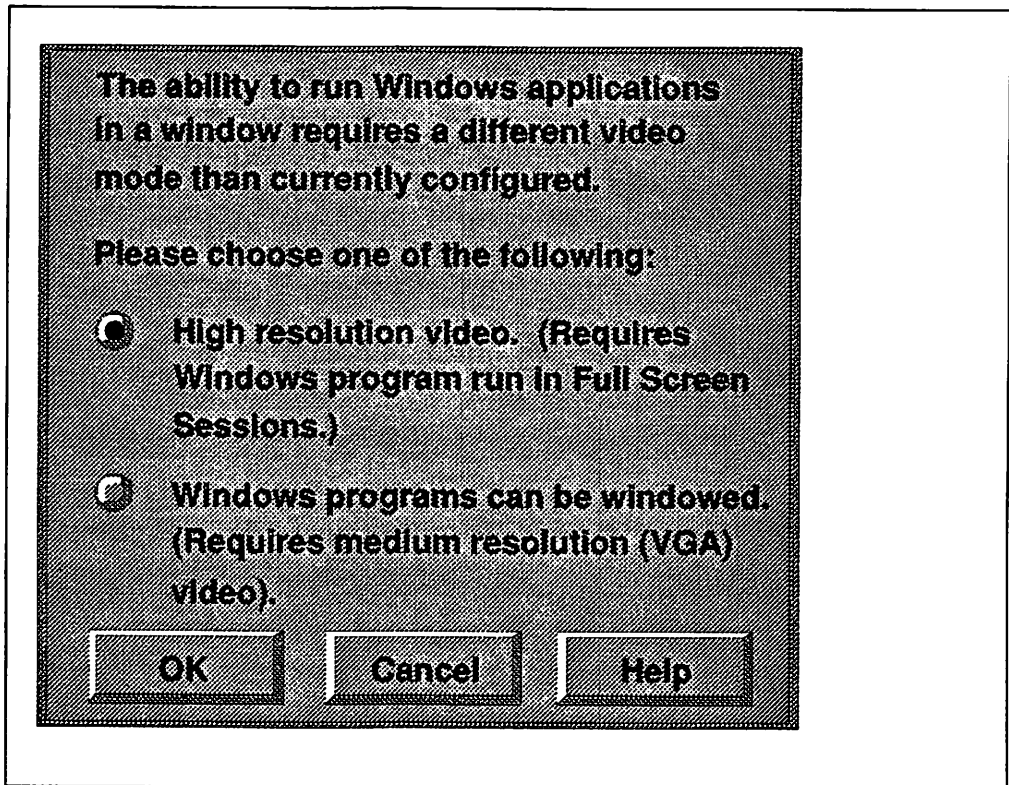 The ability to run Windows applications
in a window requires a different video
mode than currently configured.
Please choose one of the following:
High resolution video. (Requires
Windows program run in Full Screen
Sessions.)
Windows programs can be windowed.
(Requires medium resolution (VGA)
video).
OK Cancel Help